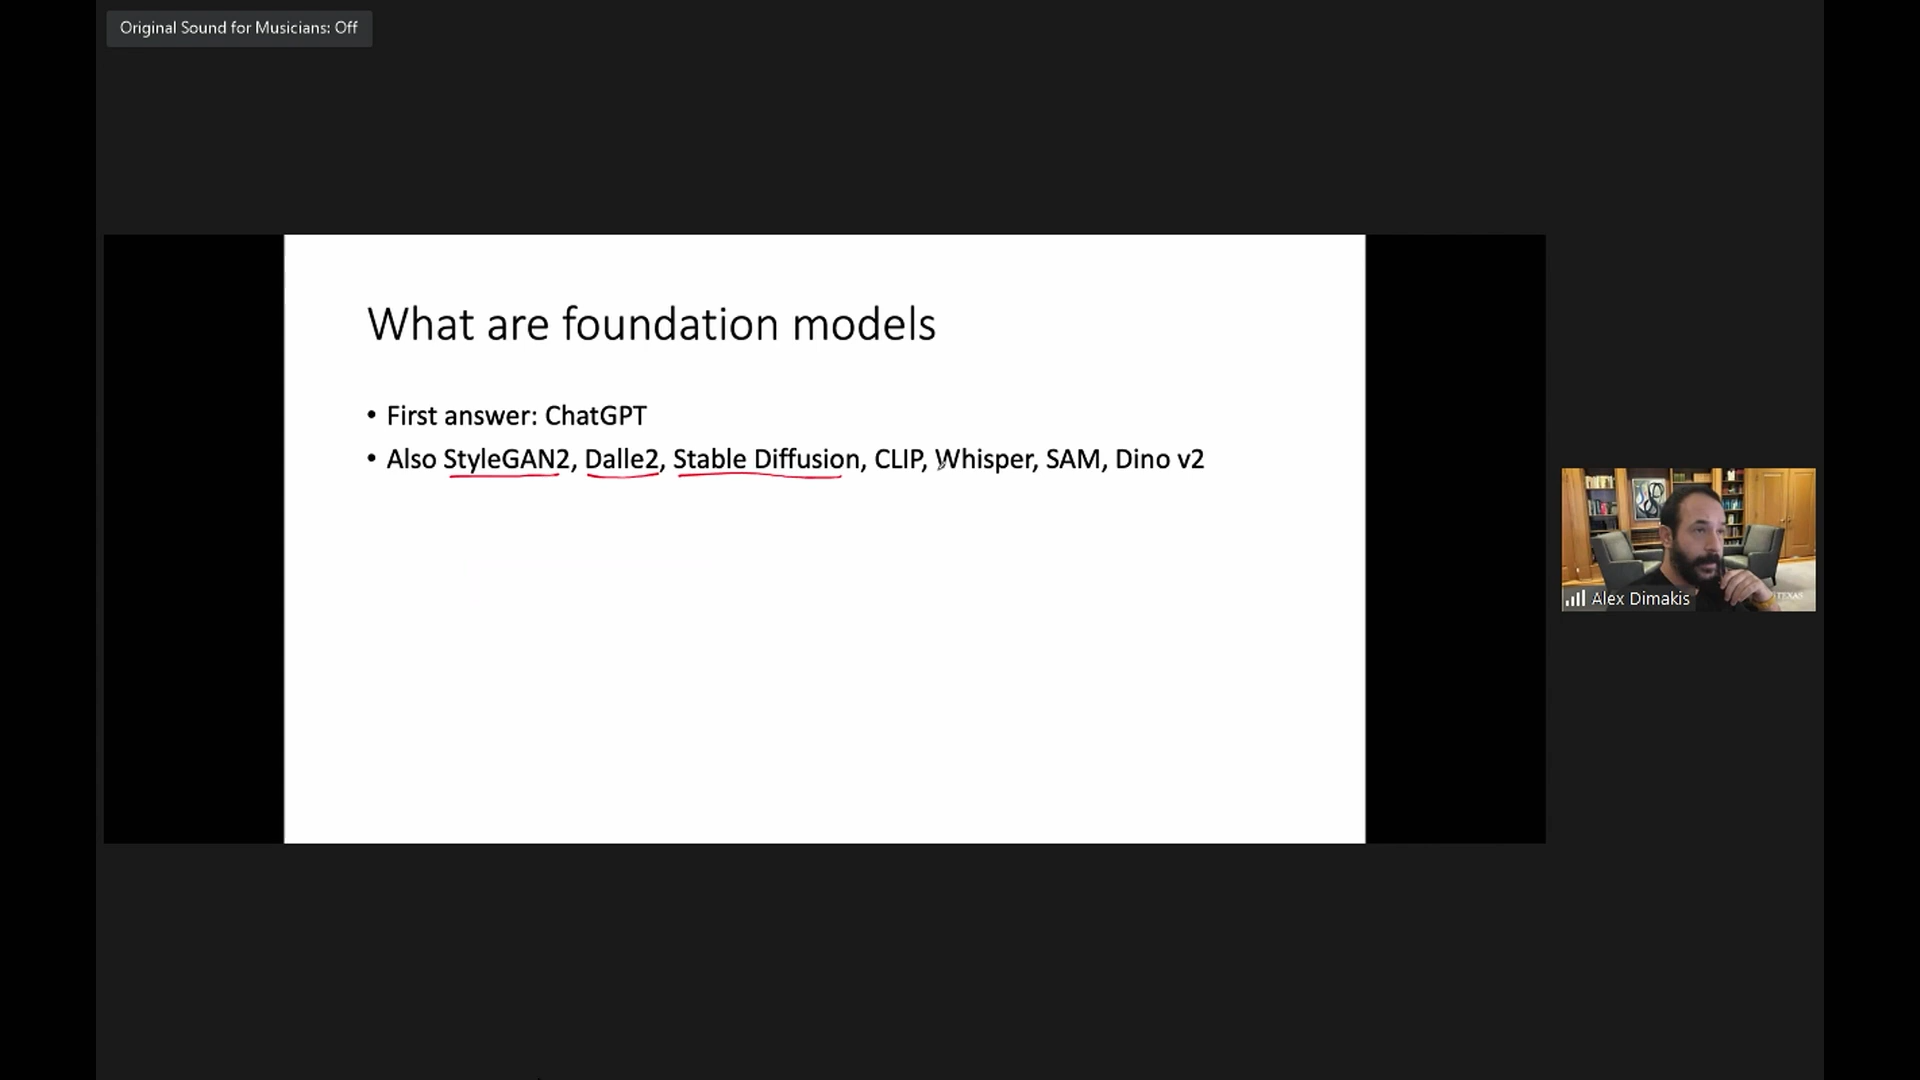 Original Sound for Musicians: Off
What are foundation models
• First answer: ChatGPT
• Also StyleGAN2, Dalle2, Stable Diffusion, CLIP, Whisper, SAM, Dino v2
Alex Dimakis
TEXAS